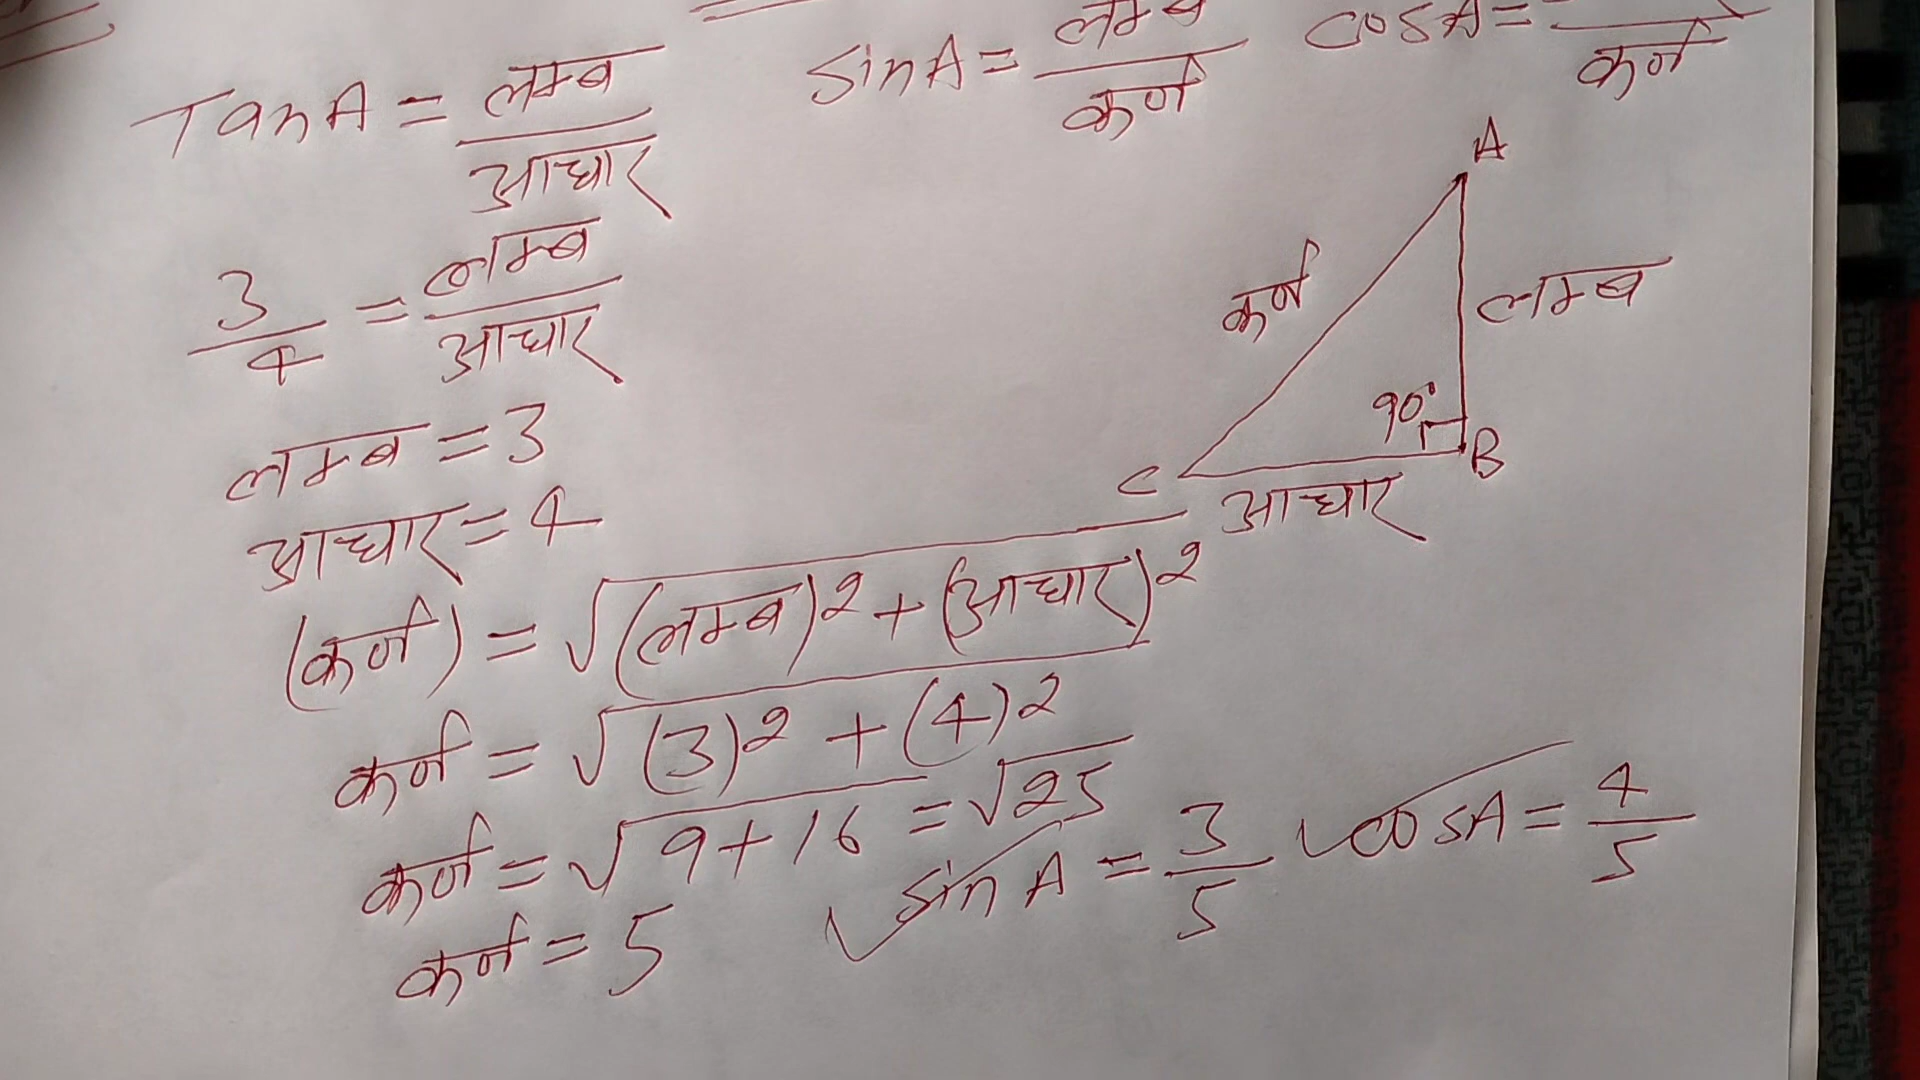 TanA = लम्ब/आधार
sinA = लम्ब/कर्ण
cosA = /कर्ण
3/4 = लम्ब/आधार
लम्ब = 3
आधार = 4
A
कर्ण
लम्ब
90°
B
C
आधार
(कर्ण) = √(लम्ब)2 + (आधार)2
कर्ण = √(3)2 + (4)2
कर्ण = √9+16 = √25
कर्ण = 5
sinA = 3/5
cosA = 4/5